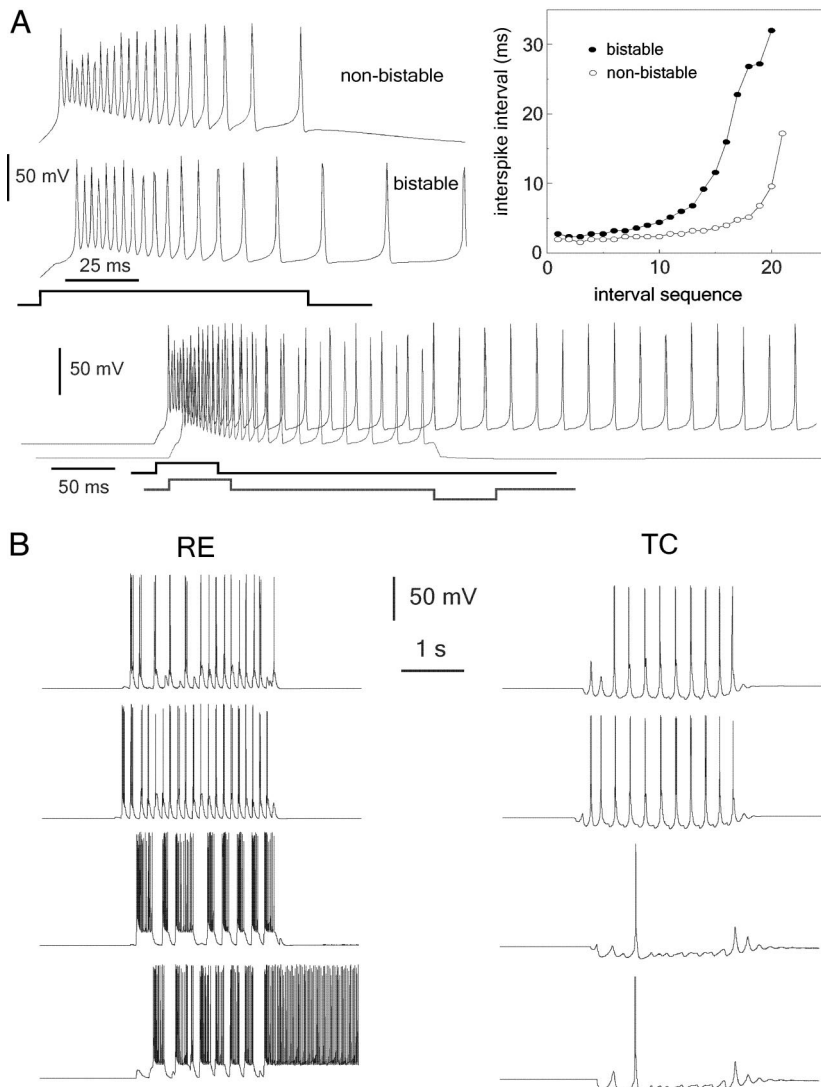 A
non-bistable
50 mV
bistable
25 ms
interspike interval (ms)
30
20
10
0
bistable
non-bistable
0
10
20
interval sequence
50 mV
50 ms
B
RE
TC
50 mV
1 s